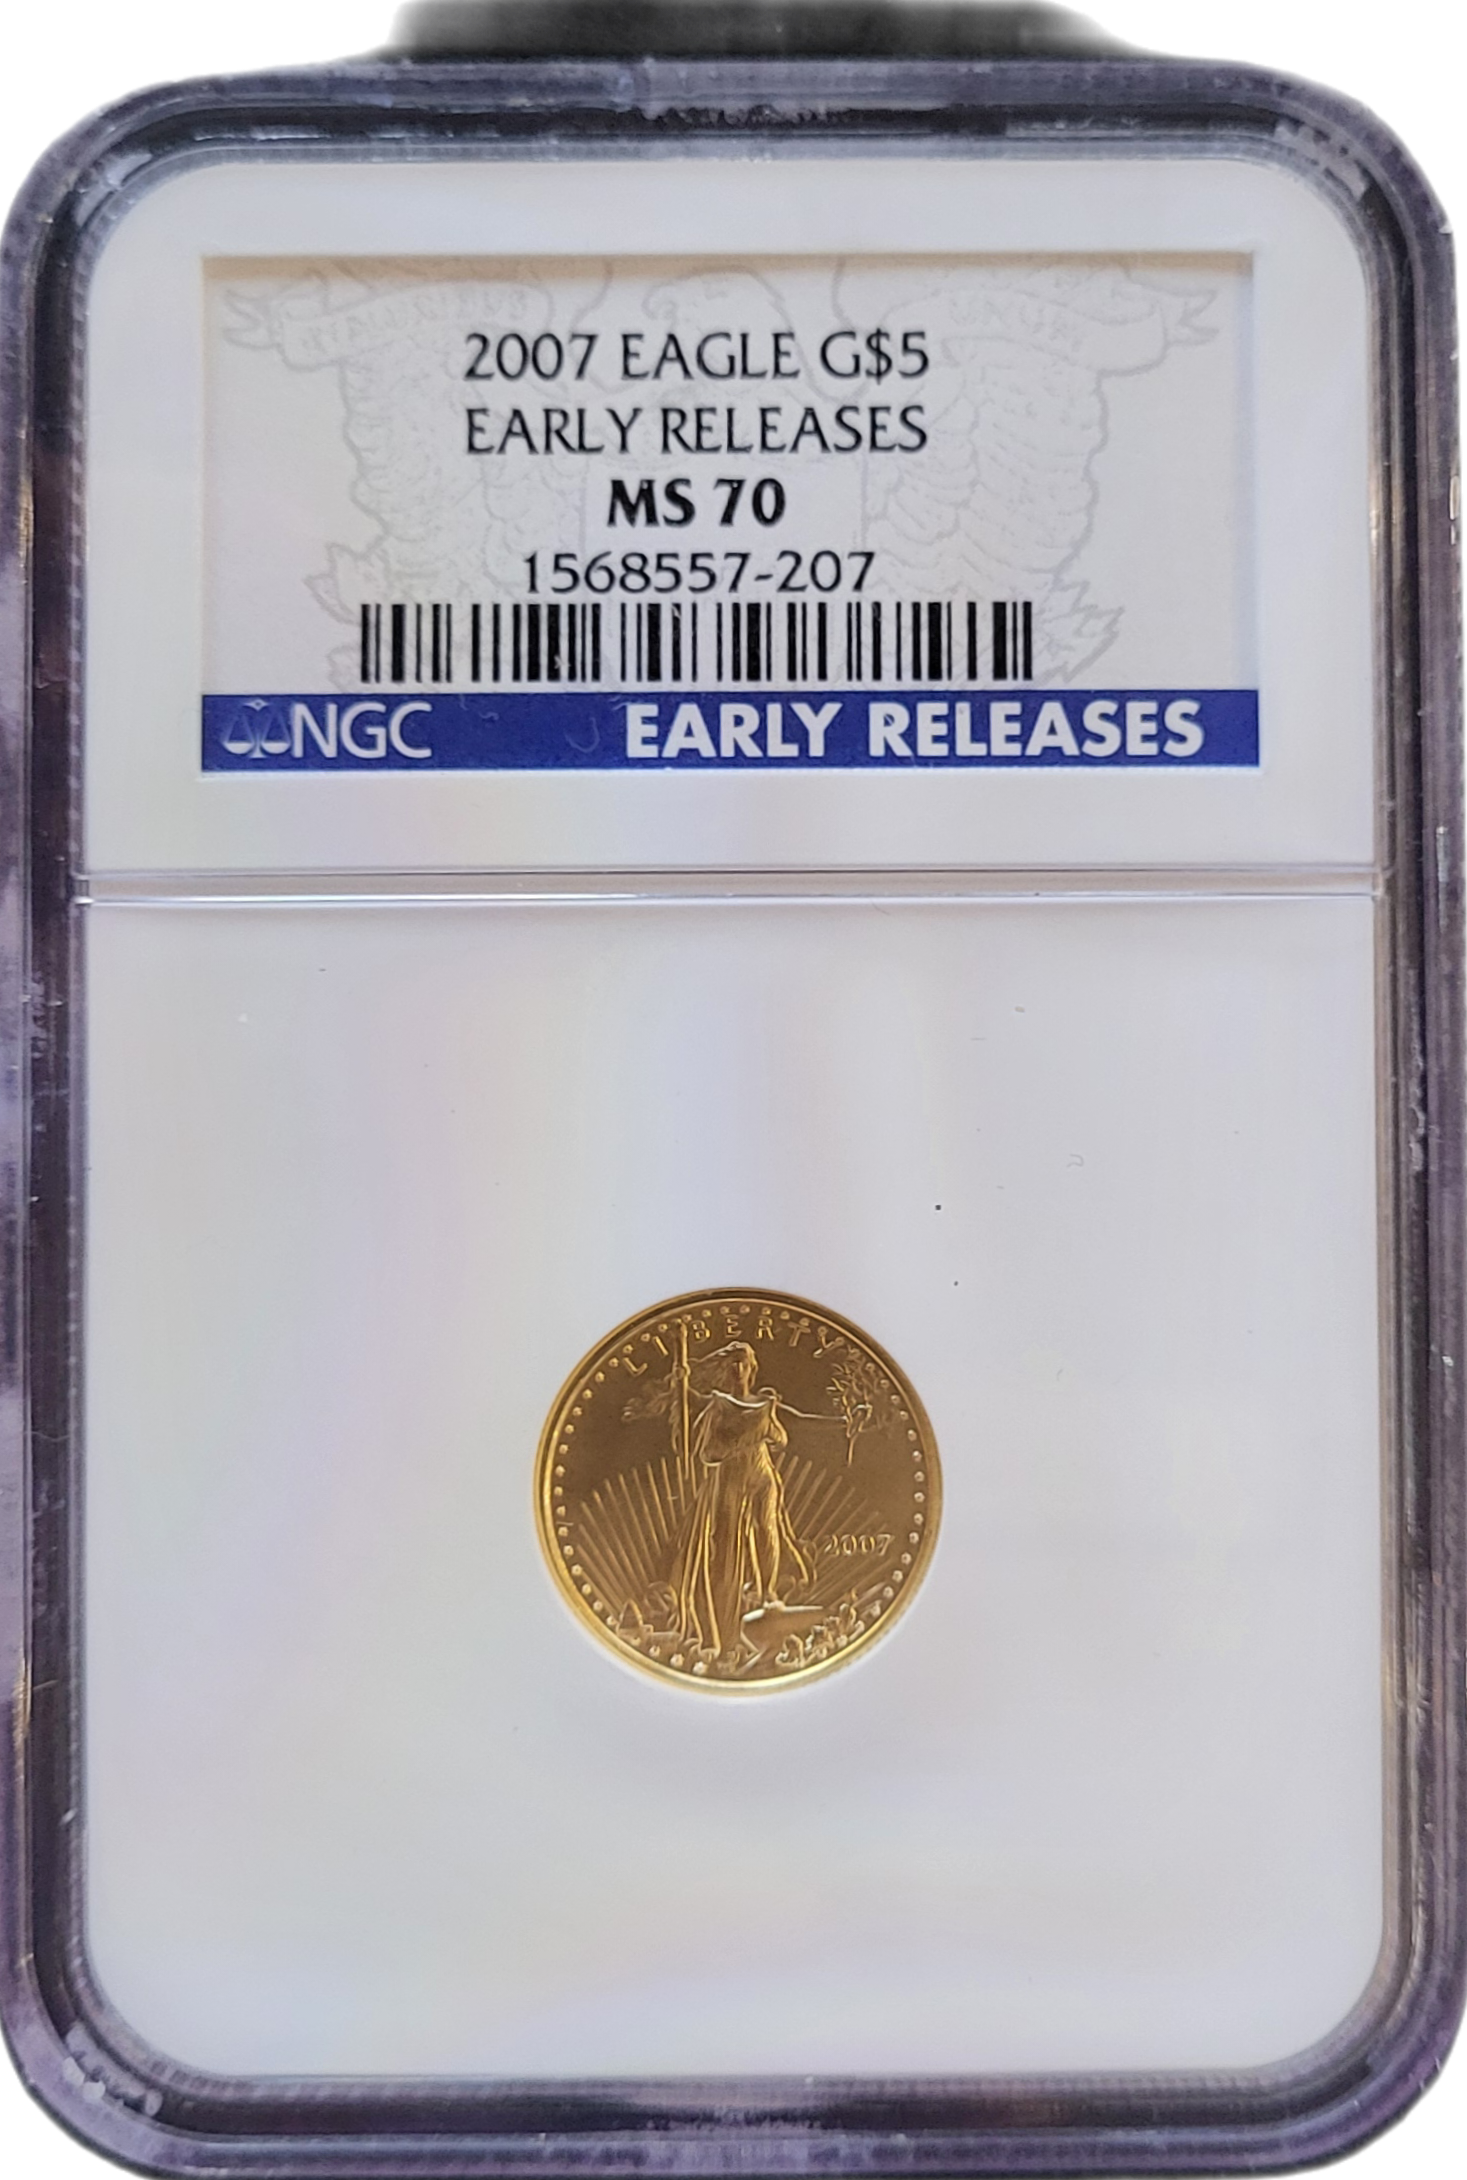 2007 EAGLE G$5
EARLY RELEASES
MS 70
1568557-207
NGC EARLY RELEASES
LIBERTY
2007